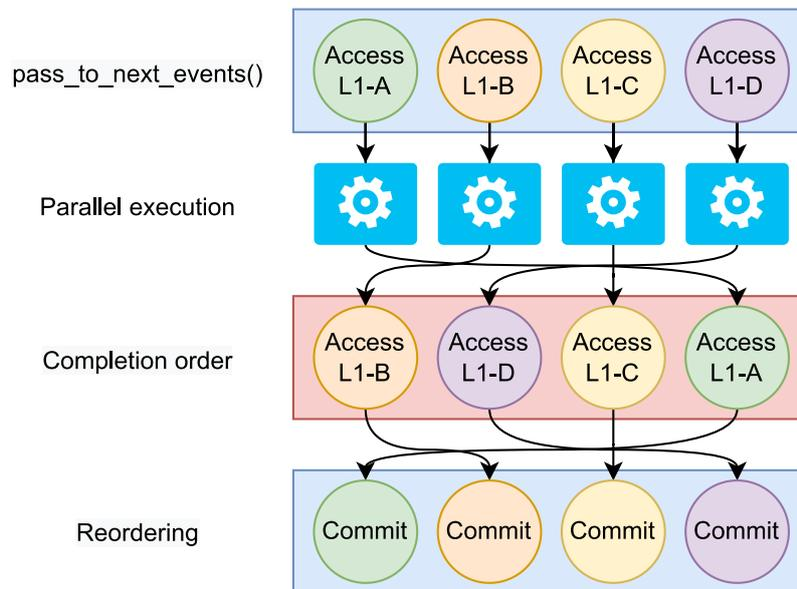 pass_to_next_events()
Access
L1-A
Access
L1-B
Access
L1-C
Access
L1-D
Parallel execution
Completion order
Access
L1-B
Access
L1-D
Access
L1-C
Access
L1-A
Reordering
Commit
Commit
Commit
Commit